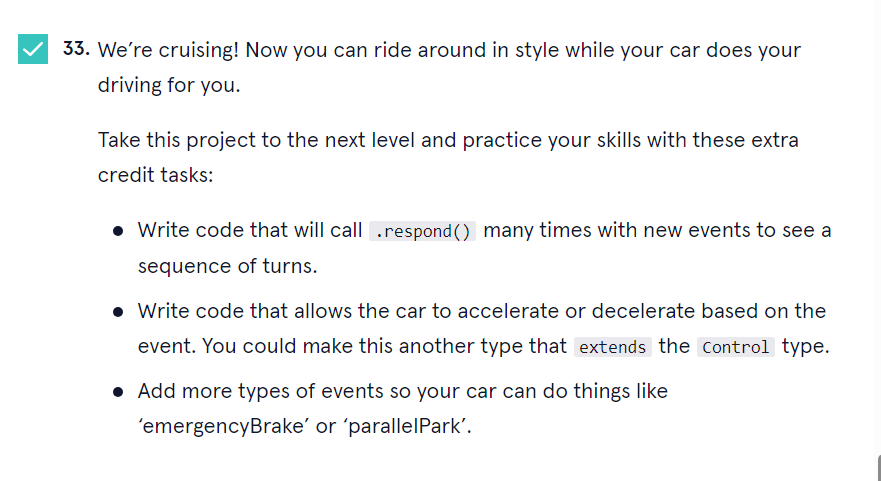 33. We’re cruising! Now you can ride around in style while your car does your
driving for you.
Take this project to the next level and practice your skills with these extra
credit tasks:
● Write code that will call .respond() many times with new events to see a
sequence of turns.
● Write code that allows the car to accelerate or decelerate based on the
event. You could make this another type that extends the Control type.
● Add more types of events so your car can do things like
‘emergencyBrake’ or ‘parallelPark’.